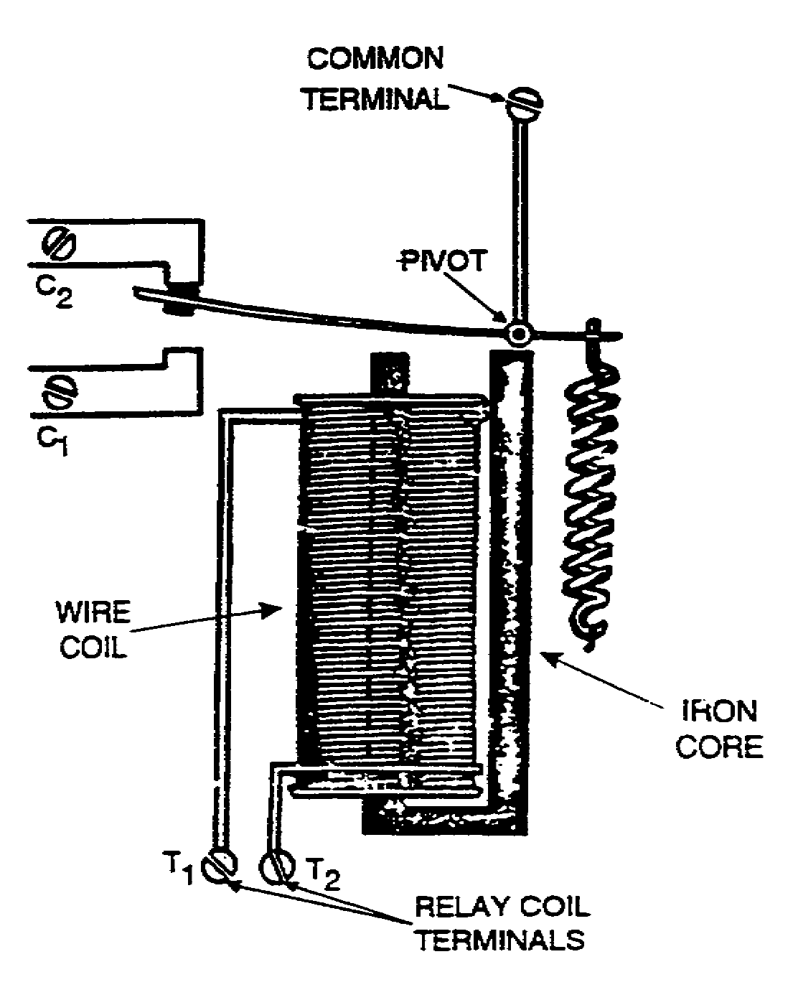 COMMON
TERMINAL
PIVOT
C2
C1
WIRE
COIL
IRON
CORE
T1
T2
RELAY COIL
TERMINALS